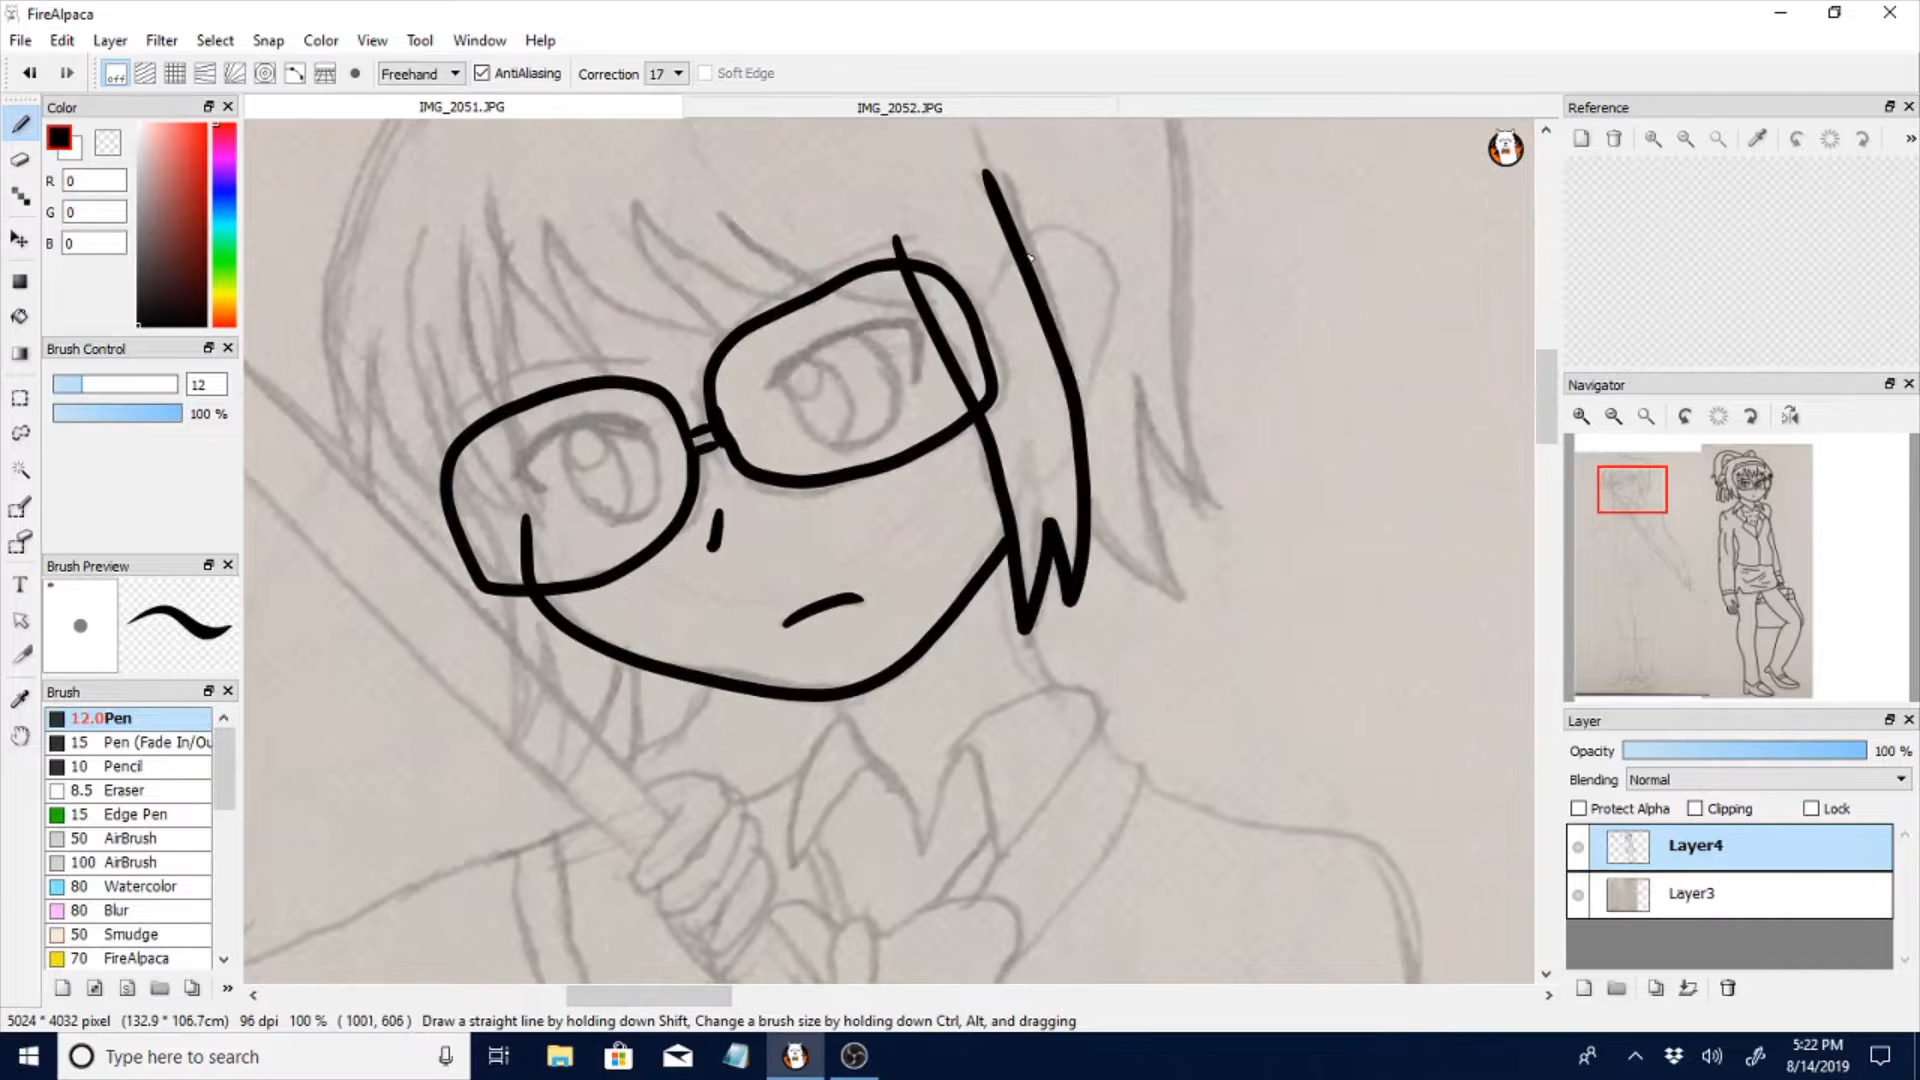 FireAlpaca
File Edit Layer Filter Select Snap Color View Tool Window Help
off Freehand AntiAliasing Correction 17 Soft Edge
Color
IMG_2051.JPG IMG_2052.JPG
Reference
R 0
G 0
B 0
Brush Control
12
100 %
Navigator
Brush Preview
Brush
12.0Pen
15 Pen (Fade In/Ou
10 Pencil
8.5 Eraser
15 Edge Pen
50 AirBrush
100 AirBrush
80 Watercolor
80 Blur
50 Smudge
70 FireAlpaca
Layer
Opacity 100 %
Blending Normal
Protect Alpha Clipping Lock
Layer4
Layer3
5024 * 4032 pixel (132.9 * 106.7cm) 96 dpi 100 % ( 1001, 606 ) Draw a straight line by holding down Shift, Change a brush size by holding down Ctrl, Alt, and dragging
Type here to search
5:22 PM
8/14/2019